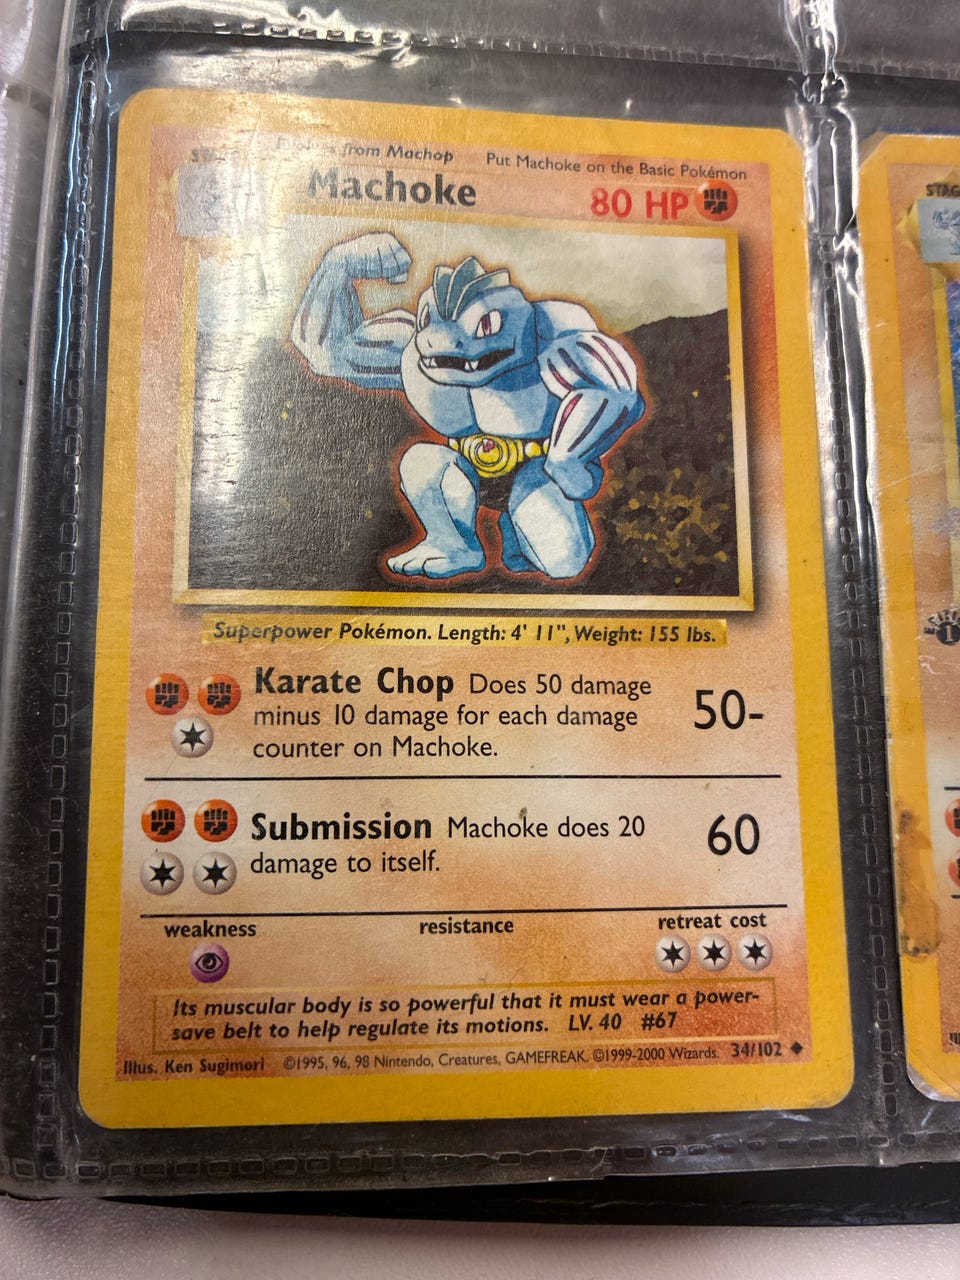 from Machop
Put Machoke on the Basic Pokémon
Machoke
80 HP
Superpower Pokémon. Length: 4' 11", Weight: 155 lbs.
Karate Chop Does 50 damage
minus 10 damage for each damage
counter on Machoke.
50-
Submission Machoke does 20
damage to itself.
60
weakness
resistance
retreat cost
Its muscular body is so powerful that it must wear a power-
save belt to help regulate its motions. LV. 40 #67
Illus. Ken Sugimori ©1995, 96, 98 Nintendo, Creatures, GAMEFREAK. ©1999-2000 Wizards. 34/102
STAG
1